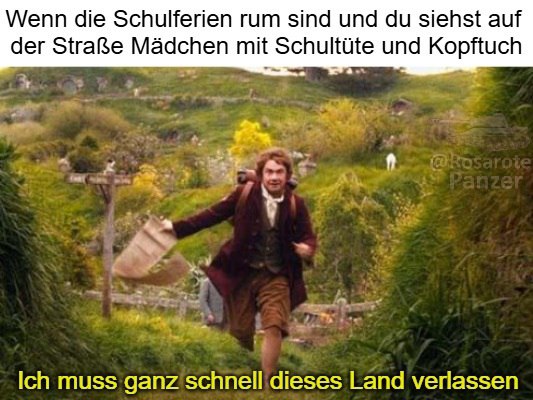 Wenn die Schulferien rum sind und du siehst auf
der Straße Mädchen mit Schultüte und Kopftuch
@Rosarote
Panzer
Ich muss ganz schnell dieses Land verlassen